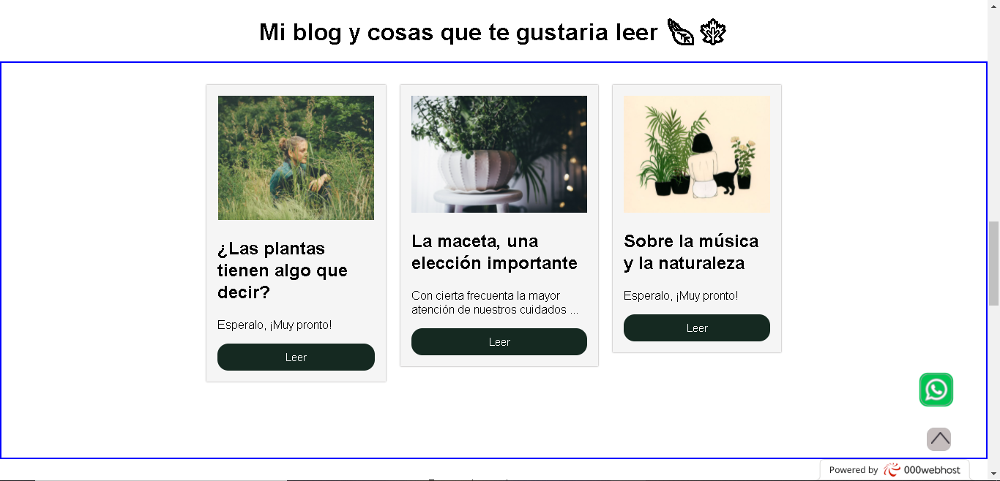 Mi blog y cosas que te gustaria leer
¿Las plantas
tienen algo que
decir?
Esperalo, ¡Muy pronto!
Leer
La maceta, una
elección importante
Con cierta frecuenta la mayor
atención de nuestros cuidados ...
Leer
Sobre la música
y la naturaleza
Esperalo, ¡Muy pronto!
Leer
Powered by 000webhost